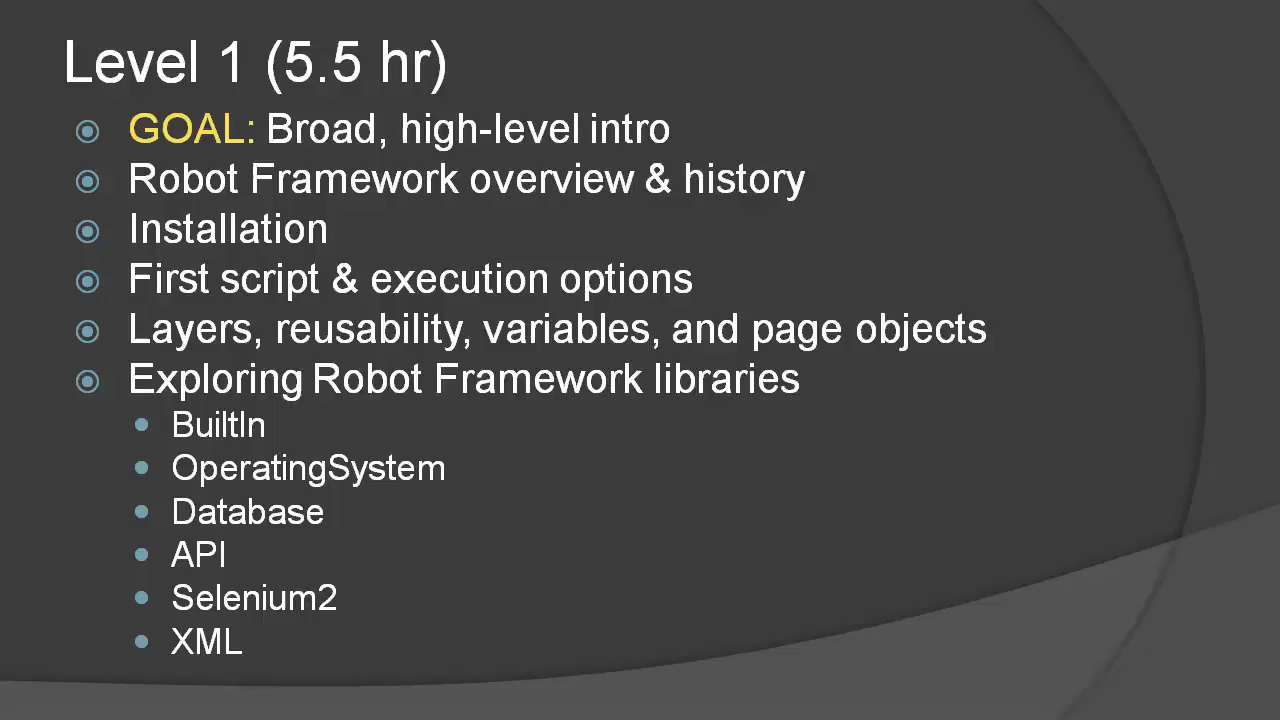 Level 1 (5.5 hr)
GOAL: Broad, high-level intro
Robot Framework overview & history
Installation
First script & execution options
Layers, reusability, variables, and page objects
Exploring Robot Framework libraries
BuiltIn
OperatingSystem
Database
API
Selenium2
XML